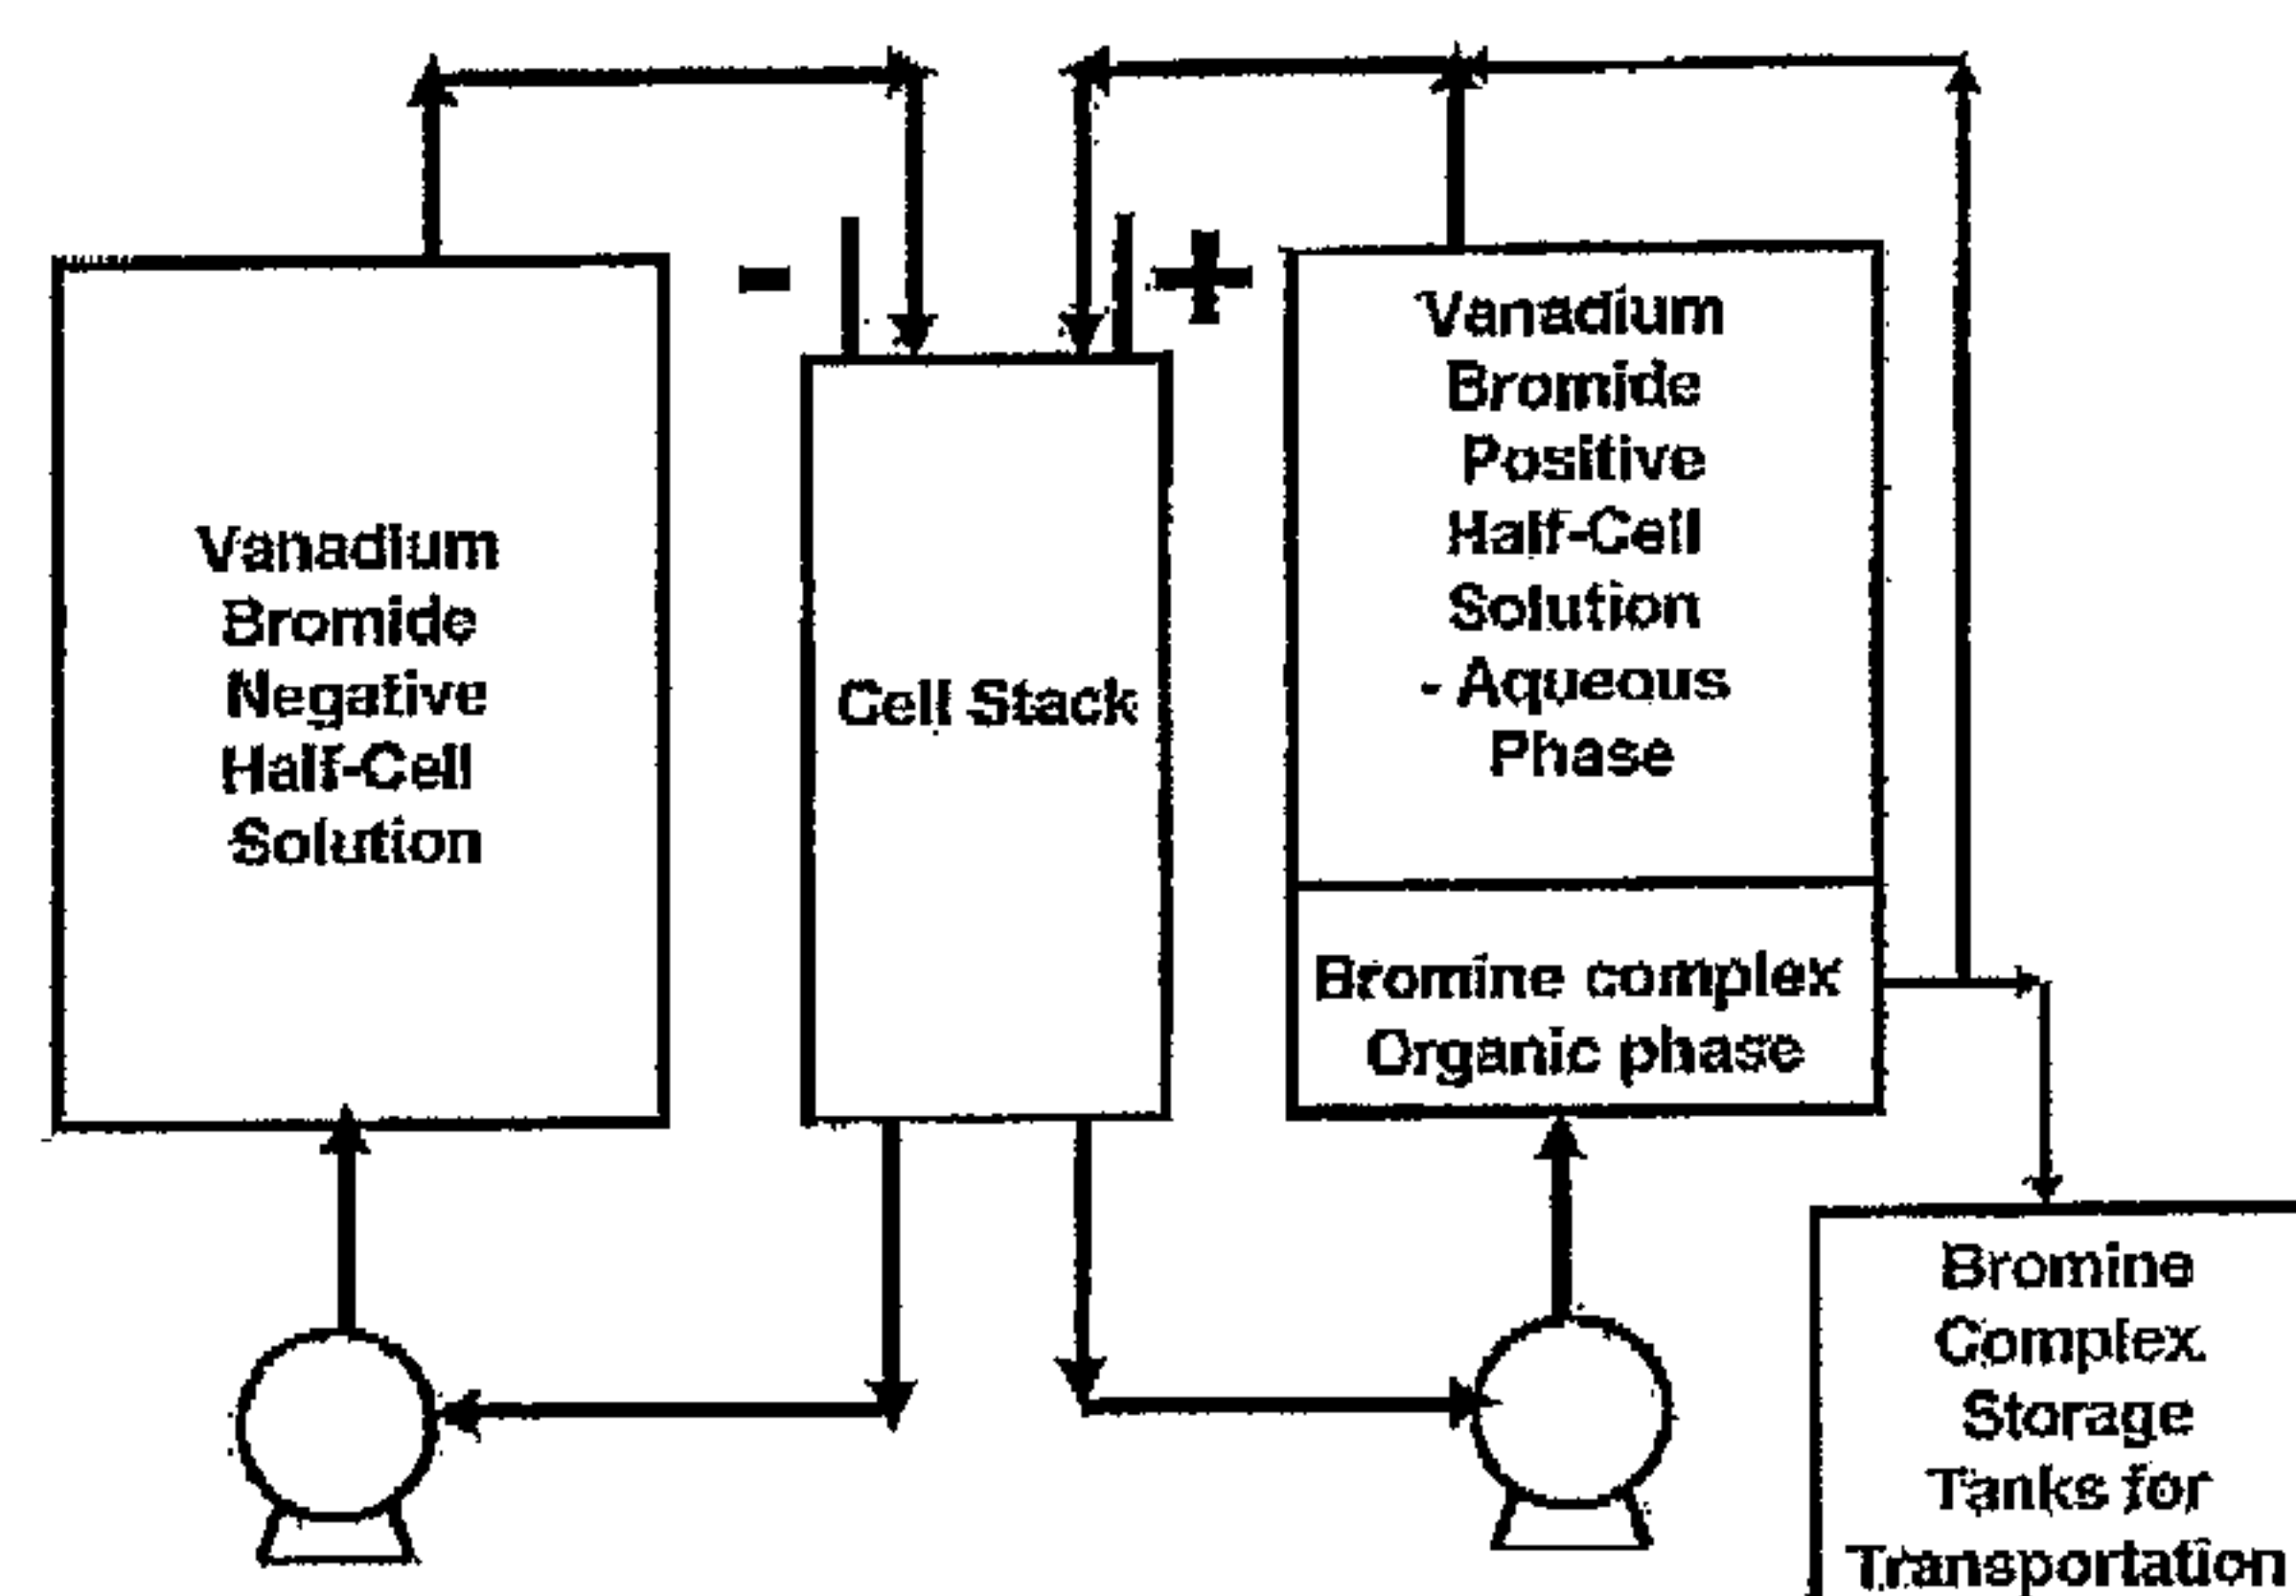 Vanadium
Bromide
Negative
Half-Cell
Solution
-
Cell Stack
+
Vanadium
Bromide
Positive
Half-Cell
Solution
- Aqueous
Phase
Bromine complex
Organic phase
Bromine
Complex
Storage
Tanks for
Transportation